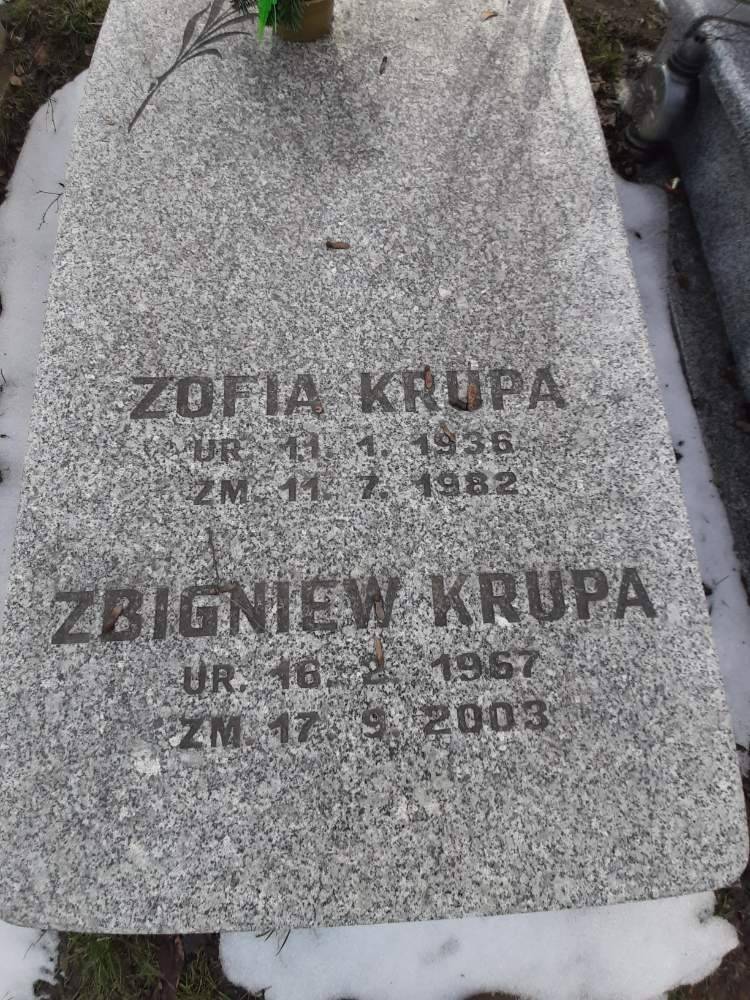 ZOFIA KRUPA
UR. 11. 1. 1936
ZM. 11. 7. 1982
ZBIGNIEW KRUPA
UR. 16. 2. 1967
ZM. 17. 9. 2003